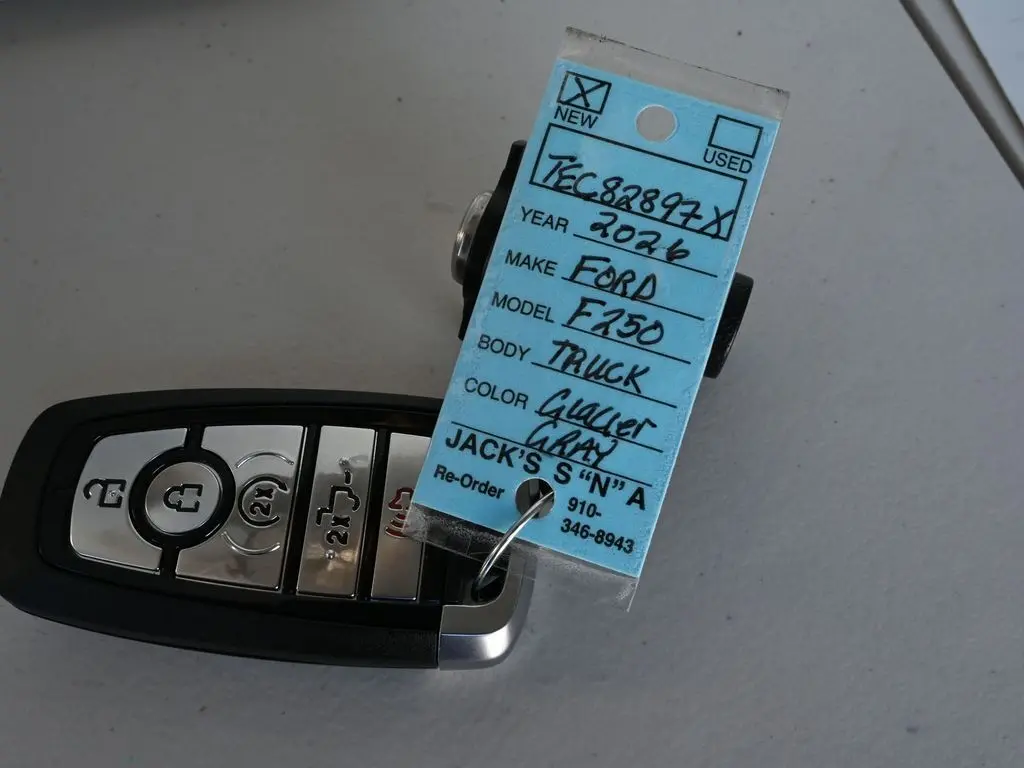 X
NEW
USED
TEC82897X
YEAR 2026
MAKE FORD
MODEL F250
BODY TRUCK
COLOR Glacier
GRAY
JACK'S S "N" A
Re-Order 910-
346-8943
2x
2x